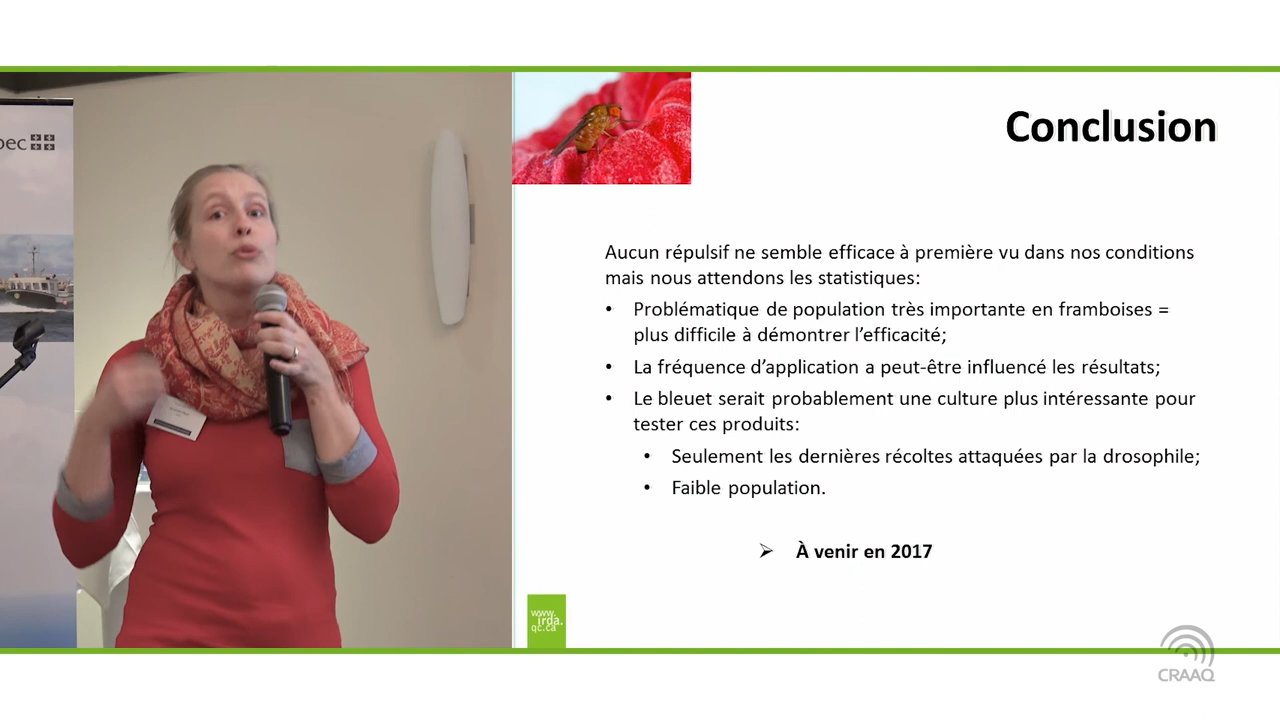 bec
Conclusion
Aucun répulsif ne semble efficace à première vu dans nos conditions
mais nous attendons les statistiques:
• Problématique de population très importante en framboises =
plus difficile à démontrer l'efficacité;
• La fréquence d'application a peut-être influencé les résultats;
• Le bleuet serait probablement une culture plus intéressante pour
tester ces produits:
• Seulement les dernières récoltes attaquées par la drosophile;
• Faible population.
➢ À venir en 2017
www.
irda.
qc.ca
CRAAQ